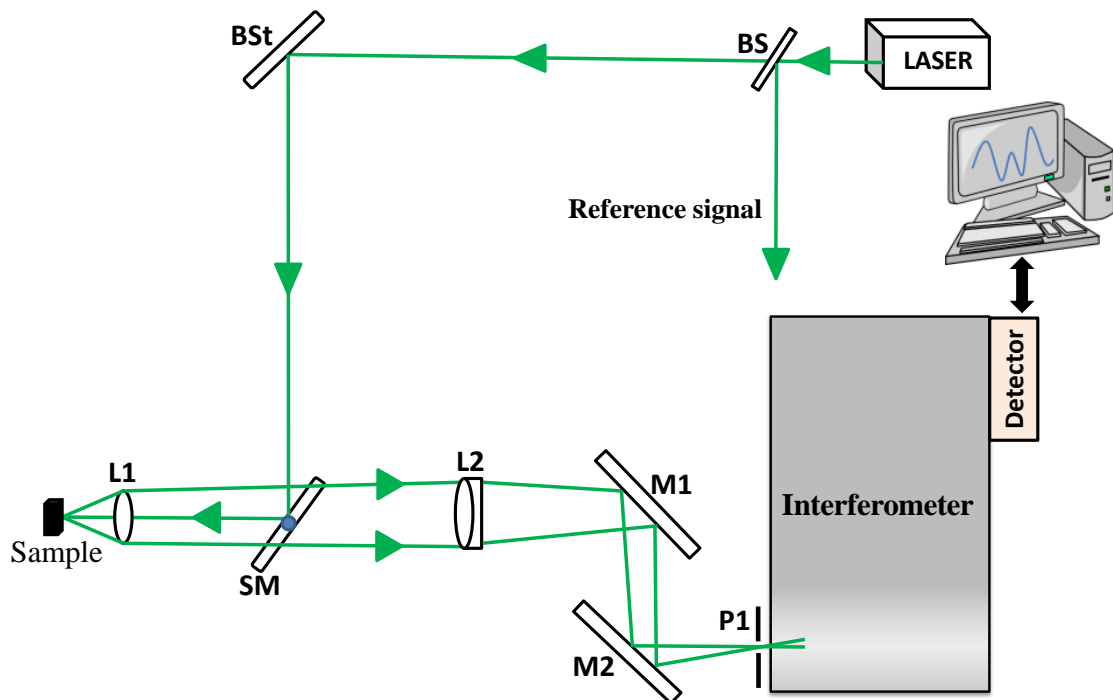 BSt
BS
LASER
Reference signal
Detector
L1
L2
M1
Interferometer
Sample
SM
P1
M2